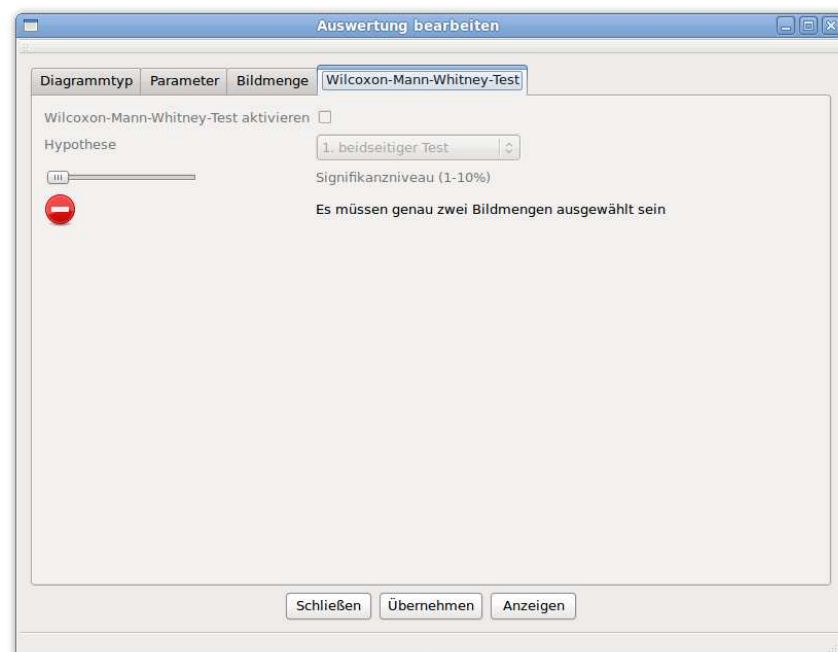 Auswertung bearbeiten
Diagrammtyp Parameter Bildmenge Wilcoxon-Mann-Whitney-Test
Wilcoxon-Mann-Whitney-Test aktivieren
Hypothese 1. beidseitiger Test
Signifikanzniveau (1-10%)
Es müssen genau zwei Bildmengen ausgewählt sein
Schließen Übernehmen Anzeigen